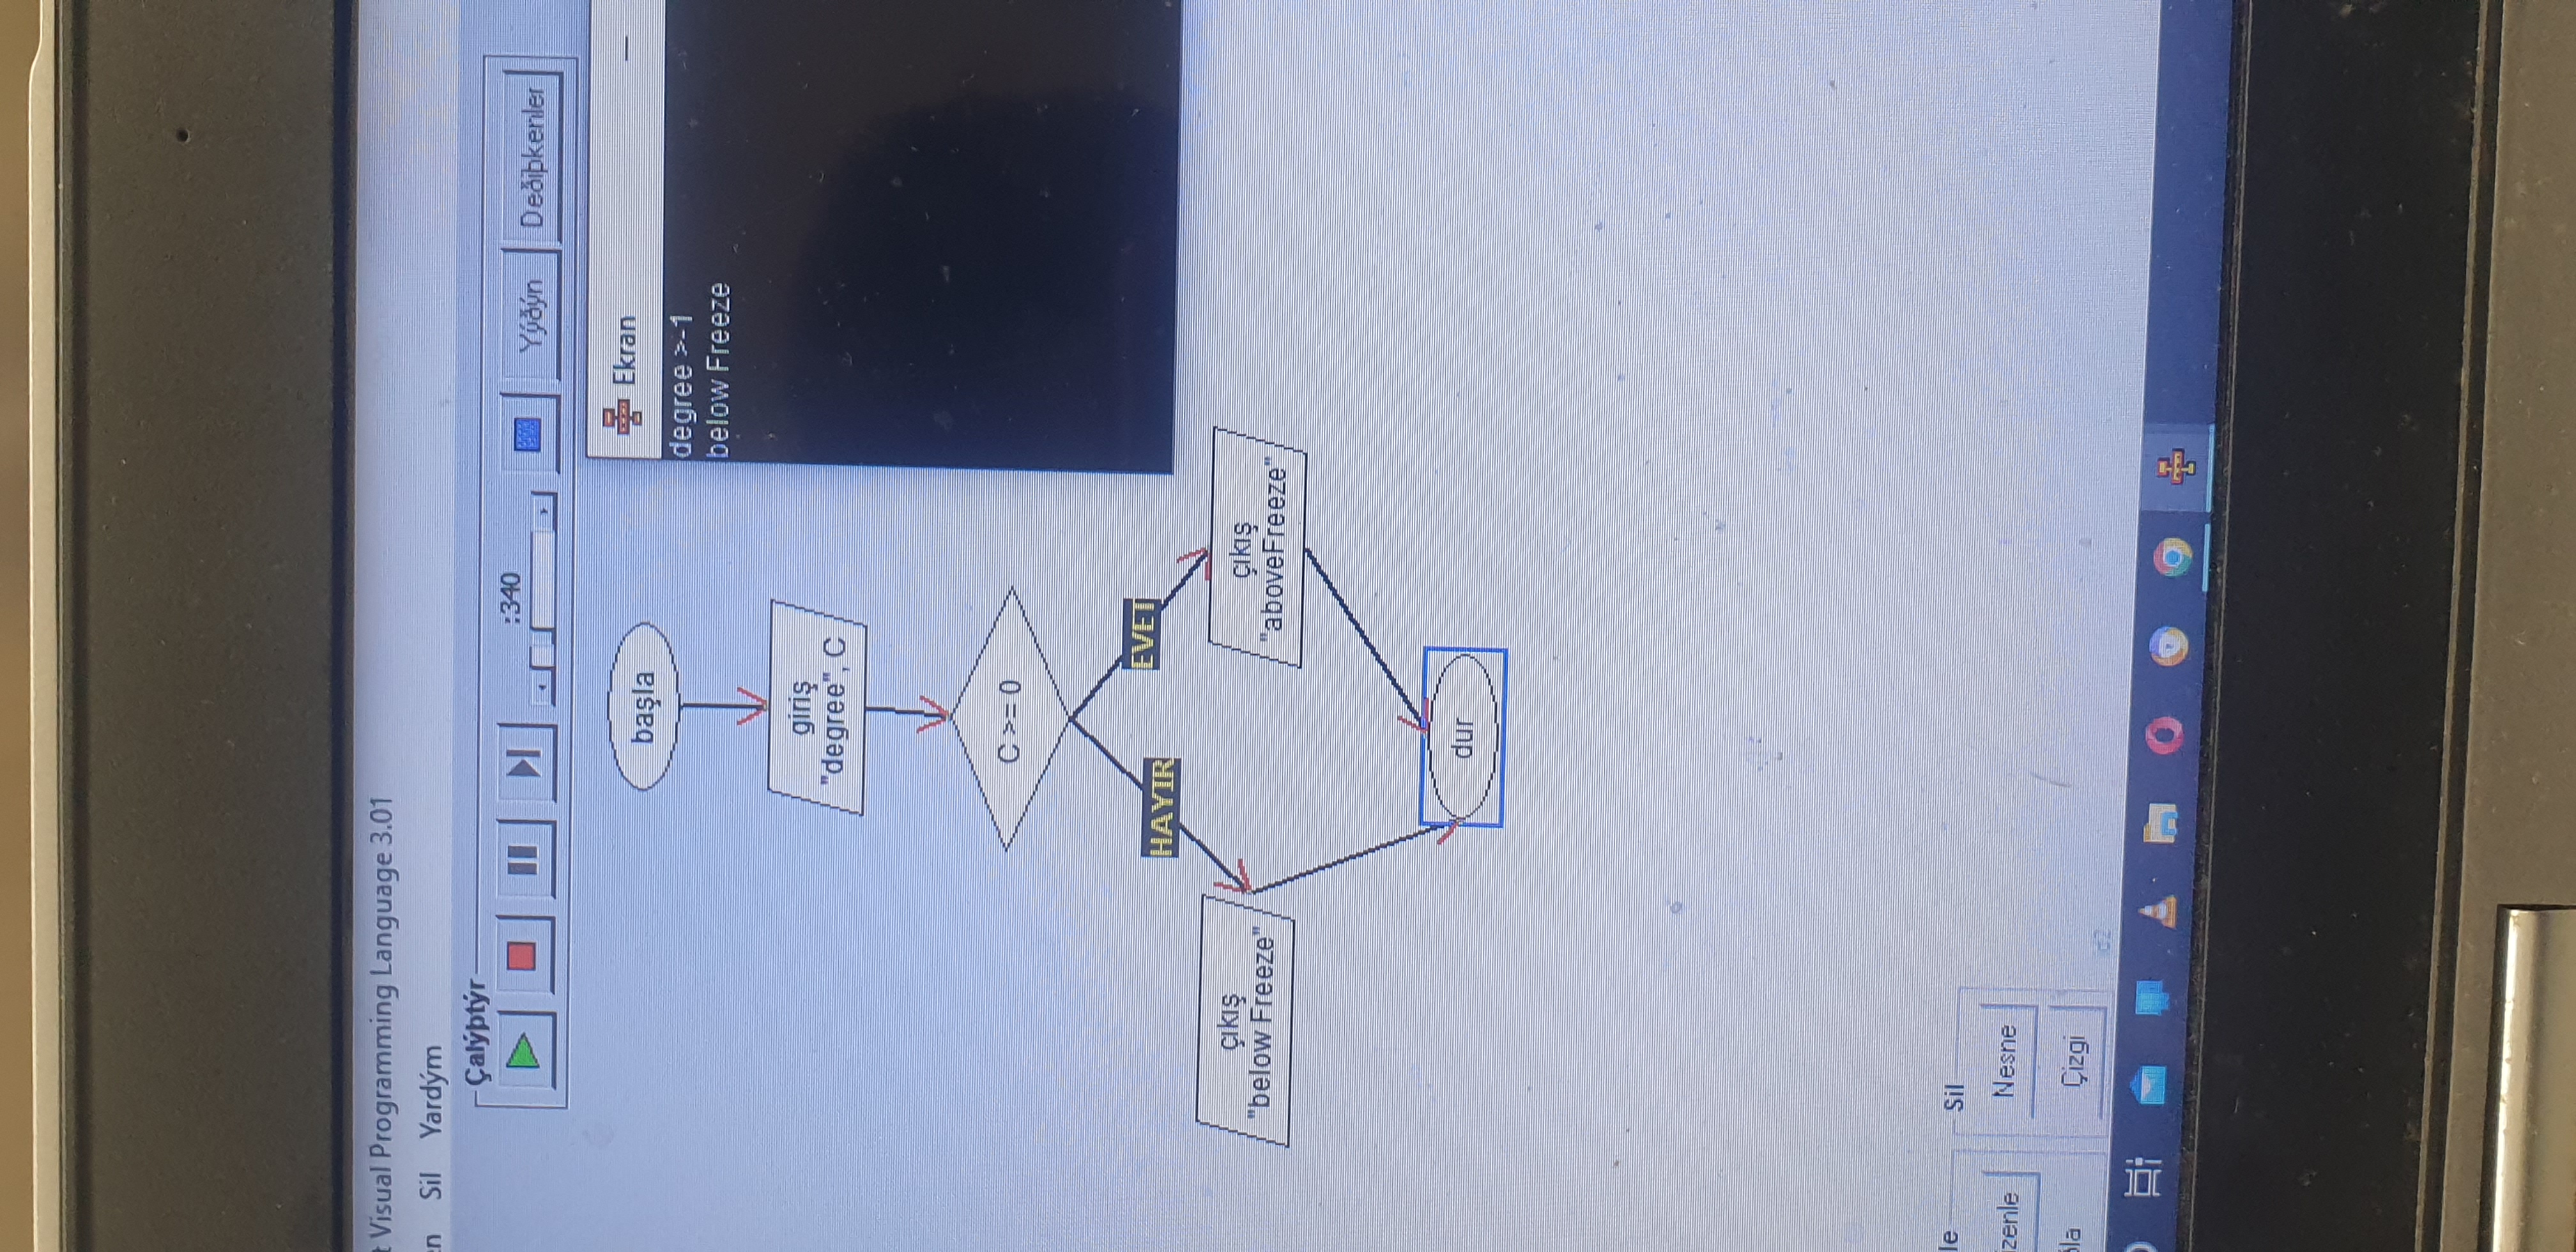 t Visual Programming Language 3.01
en Sil Yardým
Çalýþtýr
:340
Yýðýn
Deðiþkenler
başla
Ekran
degree >-1
below Freeze
giriş
"degree", C
C >= 0
HAYIR
EVET
çıkış
"below Freeze"
çıkış
"aboveFreeze"
dur
le
Sil
zenle
Nesne
ðla
Çizgi